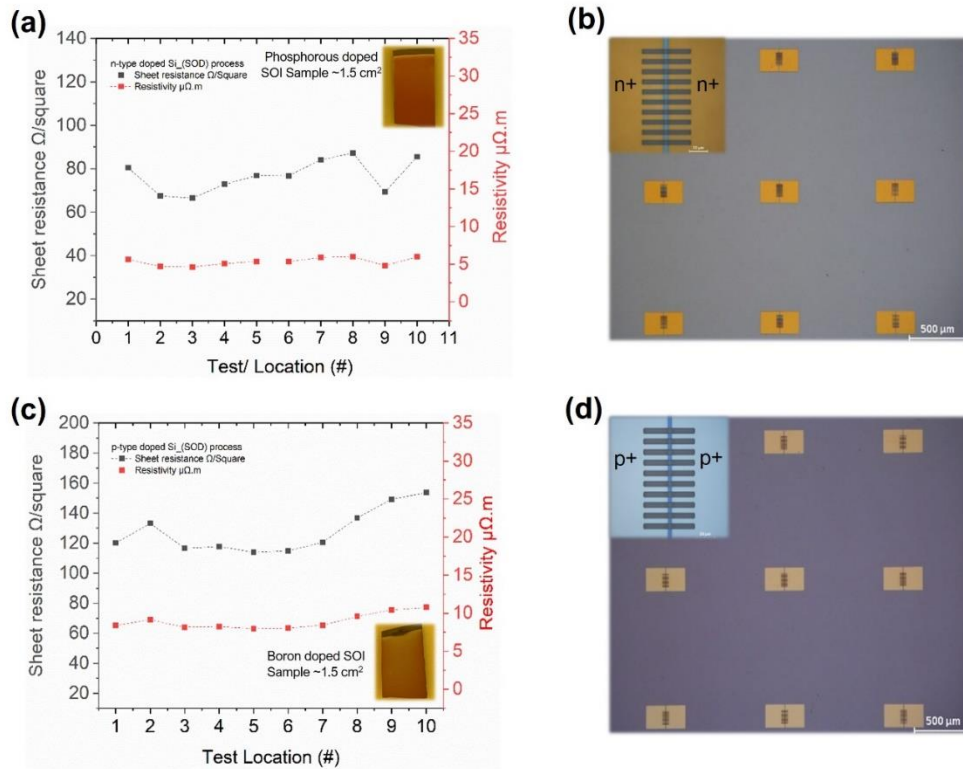 (a)
140
120
100
80
60
40
20
Sheet resistance Ω/square
n-type doped Si_(SOD) process
Sheet resistance Ω/Square
Resistivity µΩ.m
Phosphorous doped
SOI Sample ~1.5 cm²
35
30
25
20
15
10
5
0
Resistivity µΩ.m
0 1 2 3 4 5 6 7 8 9 10 11
Test/ Location (#)
(b)
n+ n+
500 µm
(c)
200
180
160
140
120
100
80
60
40
20
Sheet resistance Ω/square
p-type doped Si_(SOD) process
Sheet resistance Ω/Square
Resistivity µΩ.m
Boron doped SOI
Sample ~1.5 cm²
35
30
25
20
15
10
5
0
Resistivity µΩ.m
1 2 3 4 5 6 7 8 9 10
Test Location (#)
(d)
p+ p+
500 µm